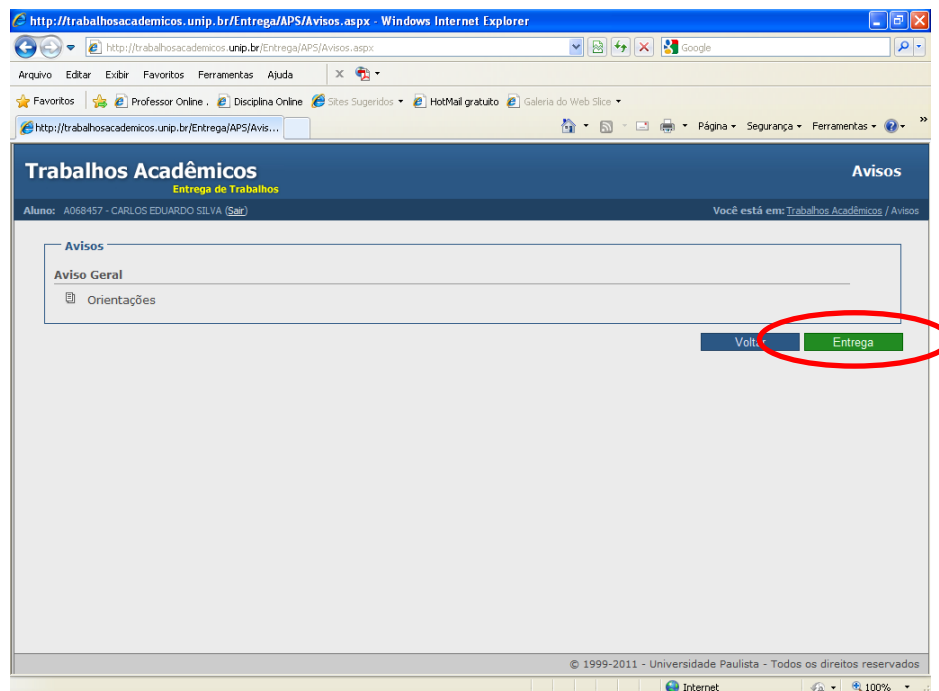 http://trabalhosacademicos.unip.br/Entrega/APS/Avisos.aspx - Windows Internet Explorer
http://trabalhosacademicos.unip.br/Entrega/APS/Avisos.aspx
Google
Arquivo Editar Exibir Favoritos Ferramentas Ajuda
Favoritos Professor Online . Disciplina Online Sites Sugeridos HotMail gratuito Galeria do Web Slice
http://trabalhosacademicos.unip.br/Entrega/APS/Avis... Página Segurança Ferramentas
Trabalhos Acadêmicos
Avisos
Entrega de Trabalhos
Aluno: A068457 - CARLOS EDUARDO SILVA (Sair) Você está em: Trabalhos Acadêmicos / Avisos
Avisos
Aviso Geral
Orientações
Voltar Entrega
© 1999-2011 - Universidade Paulista - Todos os direitos reservados
Internet 100%